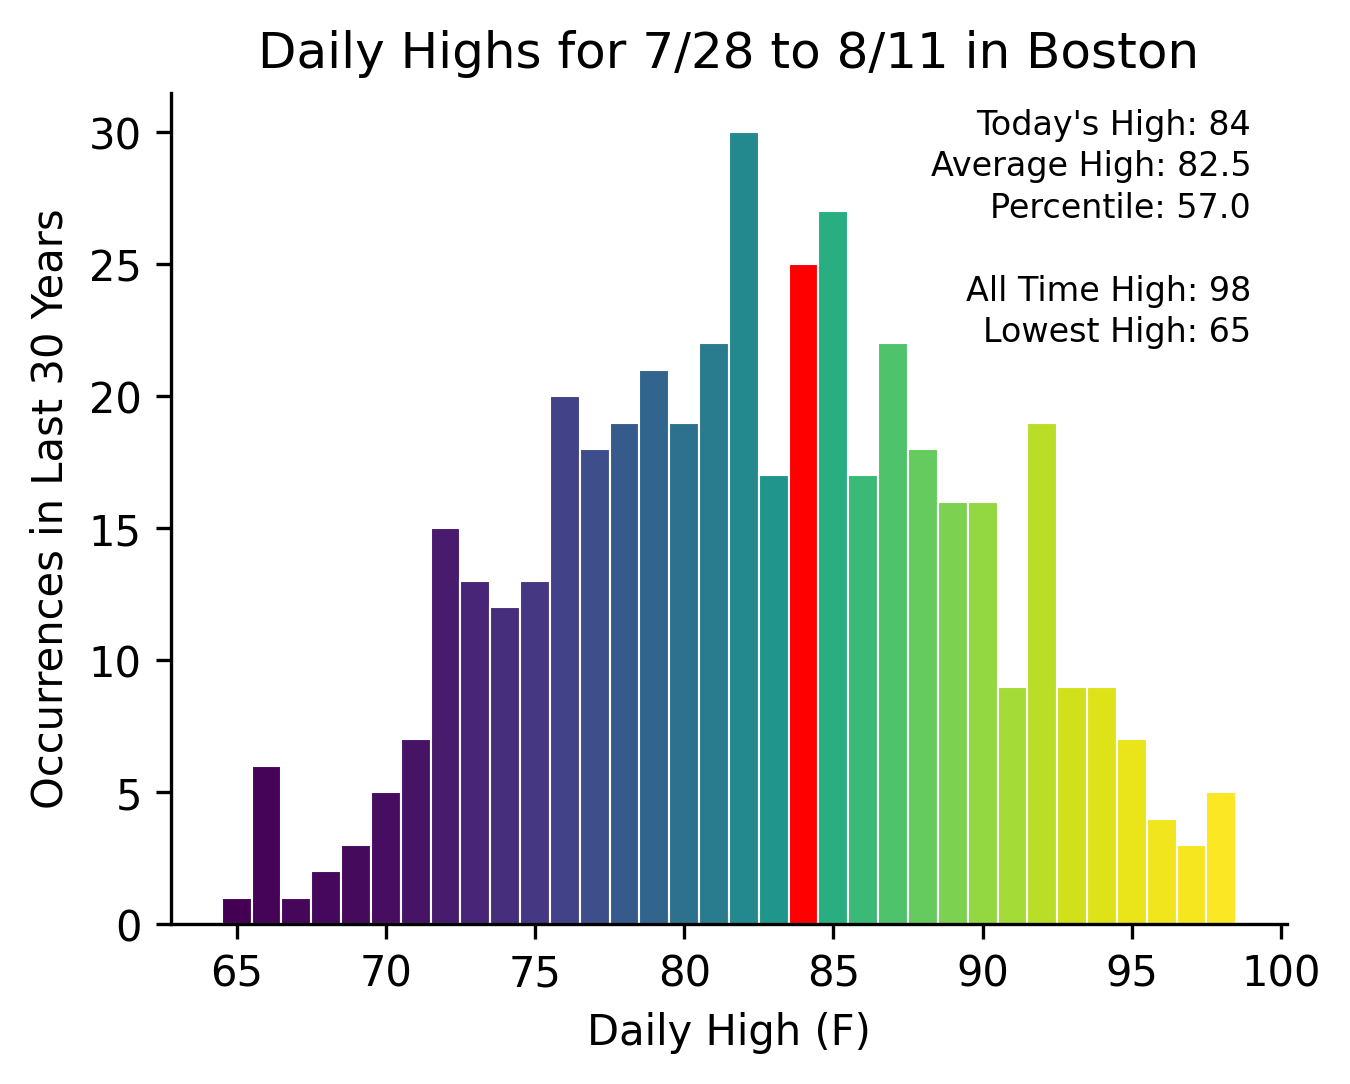 Daily Highs for 7/28 to 8/11 in Boston
Today's High: 84
Average High: 82.5
Percentile: 57.0
All Time High: 98
Lowest High: 65
Occurrences in Last 30 Years
30
25
20
15
10
5
0
65 70 75 80 85 90 95 100
Daily High (F)